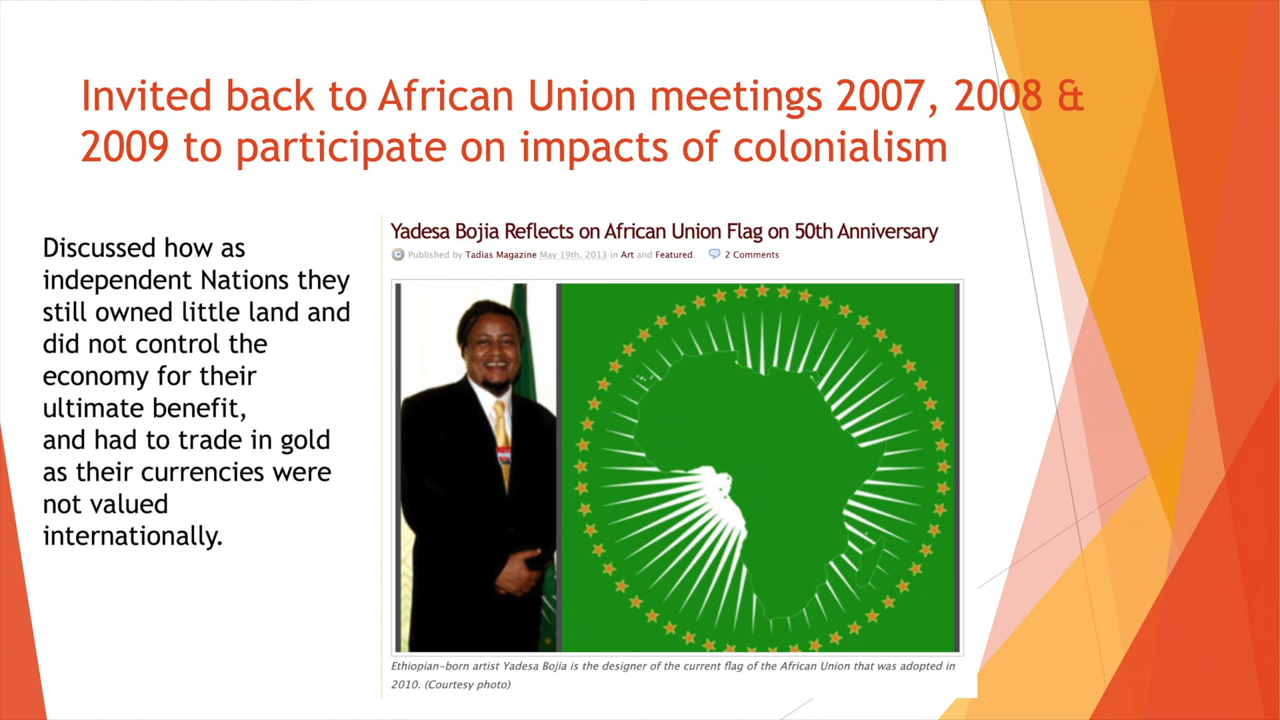 Invited back to African Union meetings 2007, 2008 &
2009 to participate on impacts of colonialism
Discussed how as
independent Nations they
still owned little land and
did not control the
economy for their
ultimate benefit,
and had to trade in gold
as their currencies were
not valued
internationally.
Yadesa Bojia Reflects on African Union Flag on 50th Anniversary
Published by Tadias Magazine May 19th, 2013 in Art and Featured. 2 Comments
Ethiopian-born artist Yadesa Bojia is the designer of the current flag of the African Union that was adopted in
2010. (Courtesy photo)